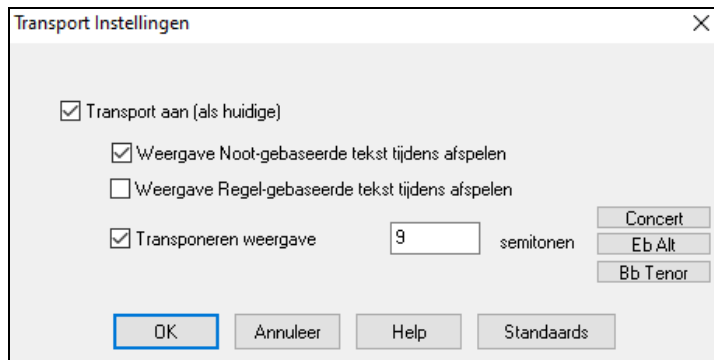 Transport Instellingen
Transport aan (als huidige)
Weergave Noot-gebaseerde tekst tijdens afspelen
Weergave Regel-gebaseerde tekst tijdens afspelen
Transponeren weergave 9 semitonen
Concert
Eb Alt
Bb Tenor
OK Annuleer Help Standaards